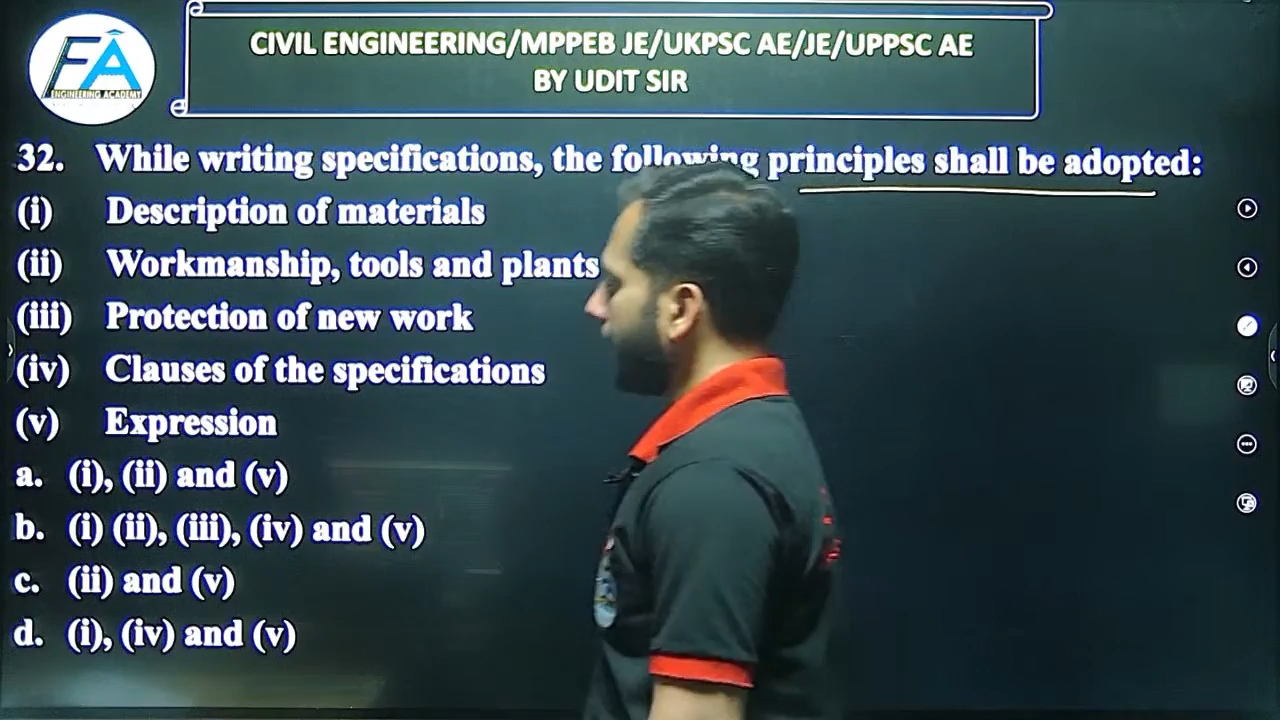 FA
ENGINEERING ACADEMY
CIVIL ENGINEERING/MPPEB JE/UKPSC AE/JE/UPPSC AE
BY UDIT SIR
32. While writing specifications, the following principles shall be adopted:
(i) Description of materials
(ii) Workmanship, tools and plants
(iii) Protection of new work
(iv) Clauses of the specifications
(v) Expression
a. (i), (ii) and (v)
b. (i) (ii), (iii), (iv) and (v)
c. (ii) and (v)
d. (i), (iv) and (v)